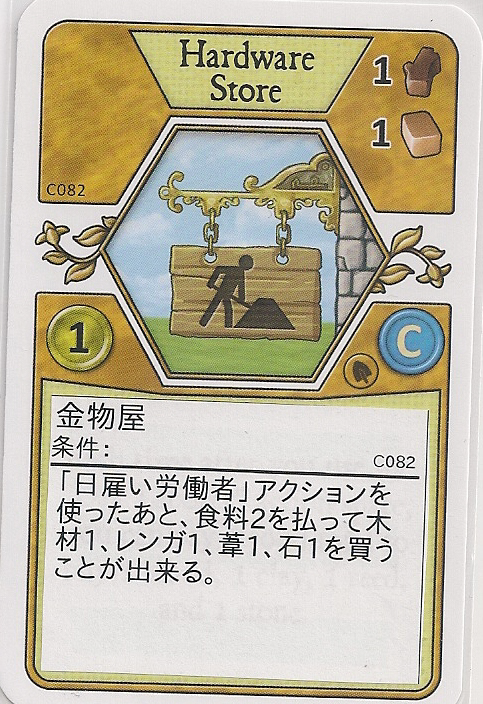 Hardware
Store
1
1
C082
1
C
金物屋
条件:
C082
「日雇い労働者」アクションを
使ったあと、食料2を払って木
材1、レンガ1、葦1、石1を買う
ことが出来る。